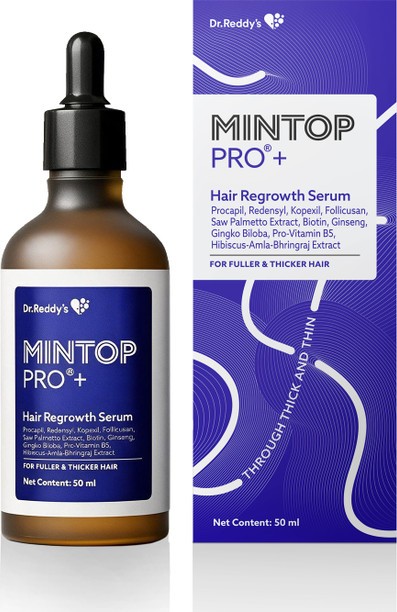 Dr.Reddy's
MINTOP
PRO®+
Hair Regrowth Serum
Procapil, Redensyl, Kopexil, Follicusan,
Saw Palmetto Extract, Biotin, Ginseng,
Gingko Biloba, Pro-Vitamin B5,
Hibiscus-Amla-Bhringraj Extract
FOR FULLER & THICKER HAIR
Net Content: 50 ml
Dr.Reddy's
MINTOP
PRO®+
Hair Regrowth Serum
Procapil, Redensyl, Kopexil, Follicusan,
Saw Palmetto Extract, Biotin, Ginseng,
Gingko Biloba, Pro-Vitamin B5,
Hibiscus-Amla-Bhringraj Extract
FOR FULLER & THICKER HAIR
THROUGH THICK AND THIN
Net Content: 50 ml